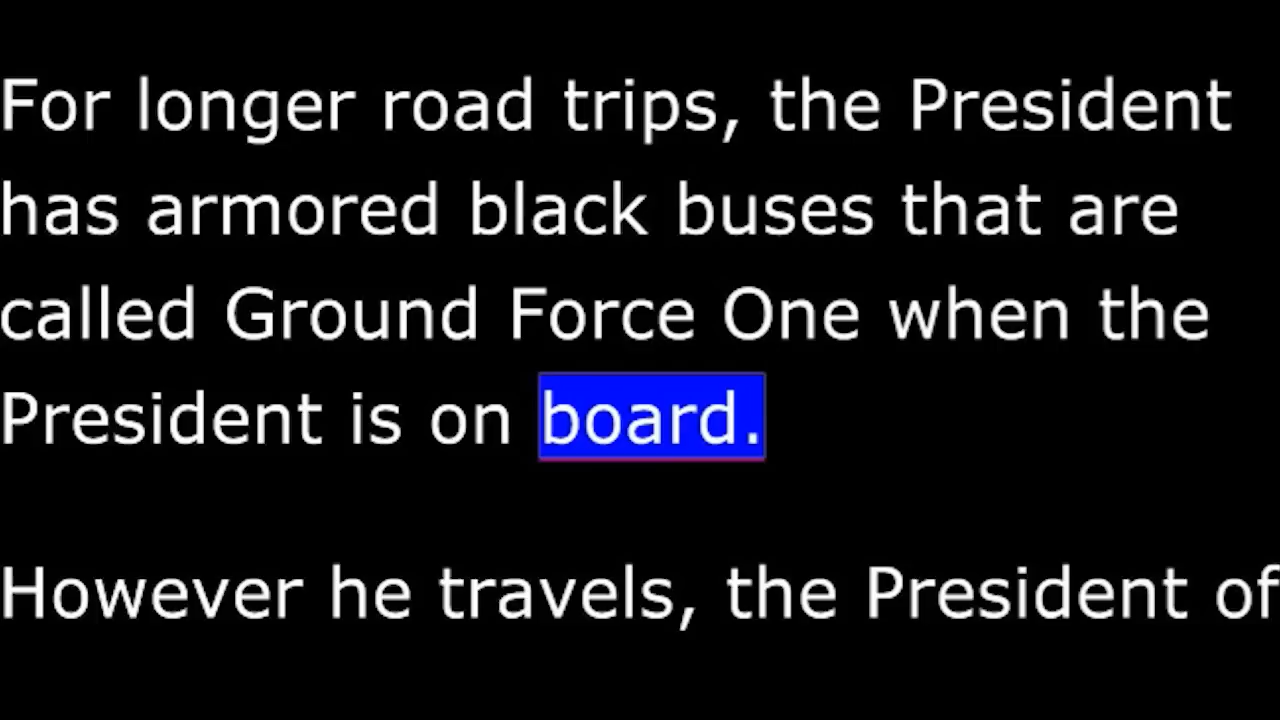 For longer road trips, the President
has armored black buses that are
called Ground Force One when the
President is on board.
However he travels, the President of